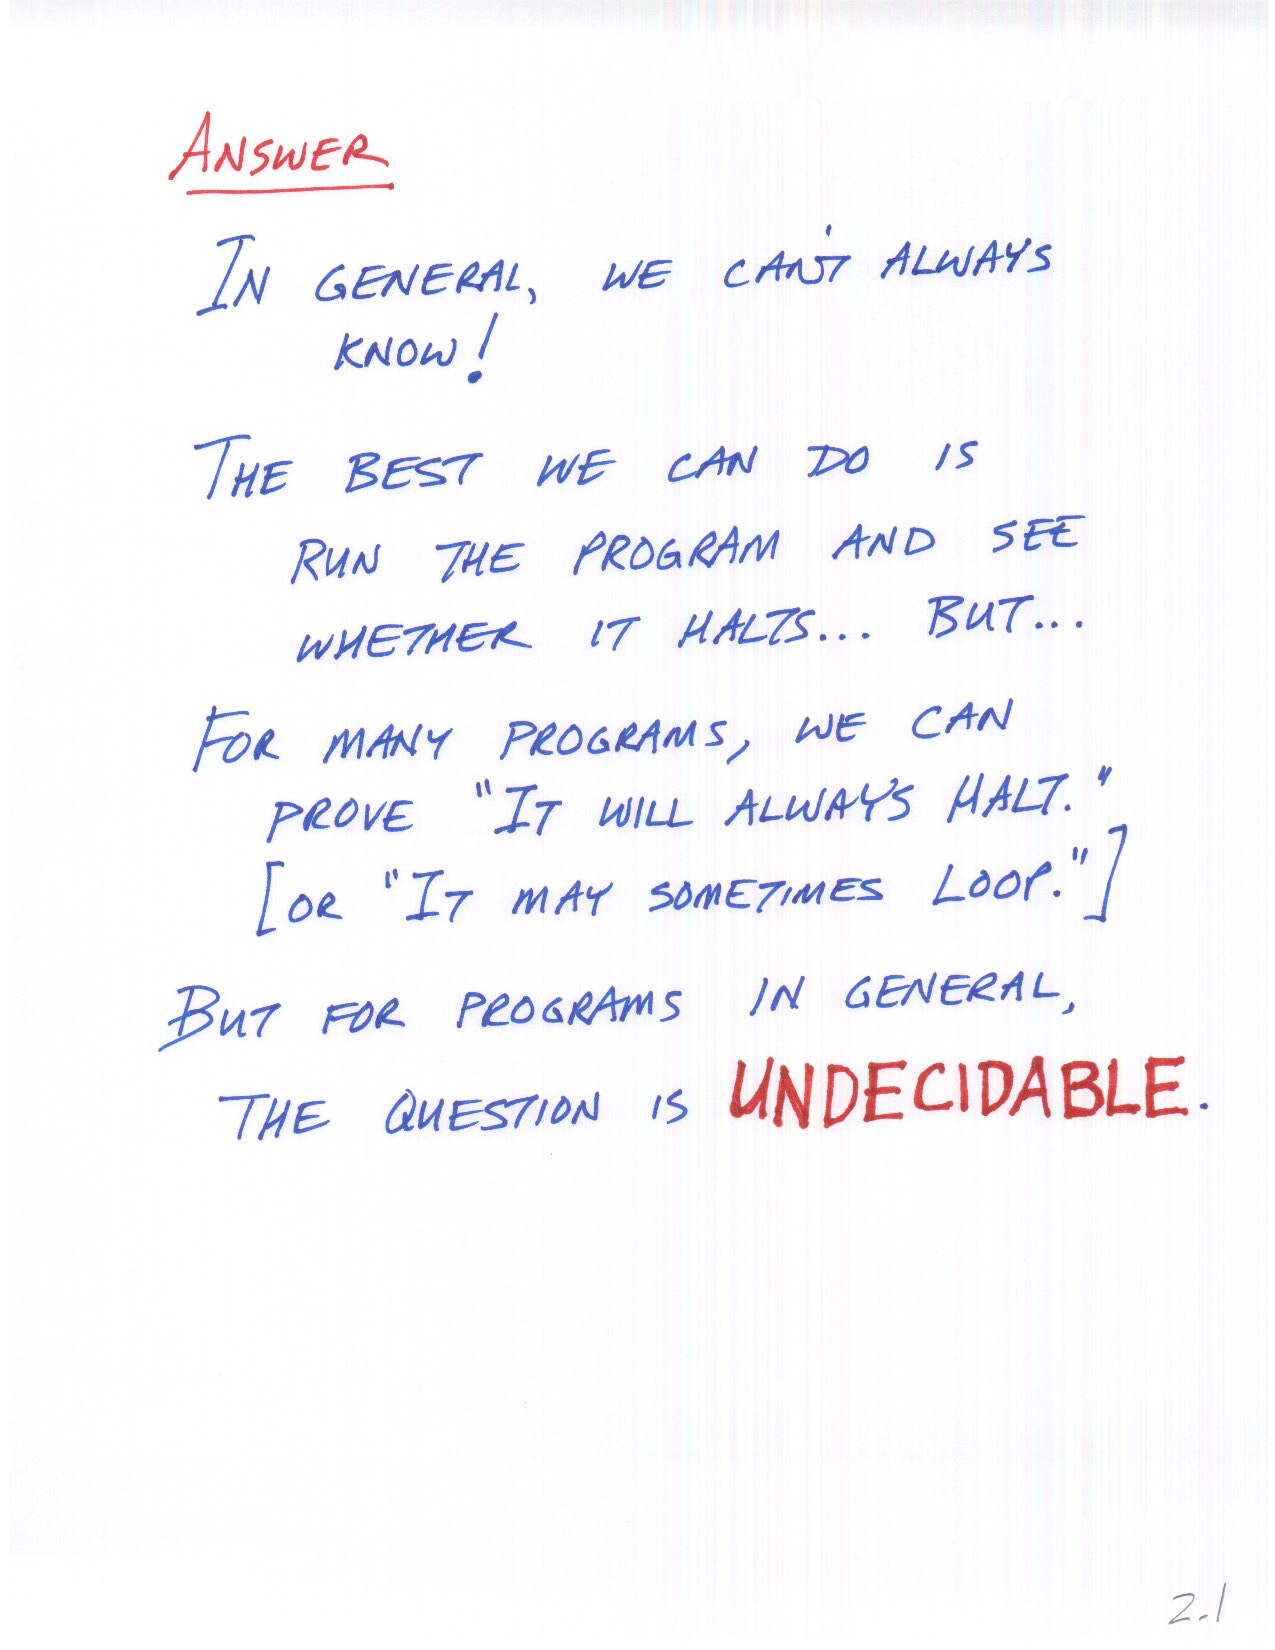 ANSWER
IN GENERAL, WE CAN'T ALWAYS
KNOW!
THE BEST WE CAN DO IS
RUN THE PROGRAM AND SEE
WHETHER IT HALTS... BUT...
FOR MANY PROGRAMS, WE CAN
PROVE "IT WILL ALWAYS HALT."
[OR "IT MAY SOMETIMES LOOP."]
BUT FOR PROGRAMS IN GENERAL,
THE QUESTION IS UNDECIDABLE.
2-1